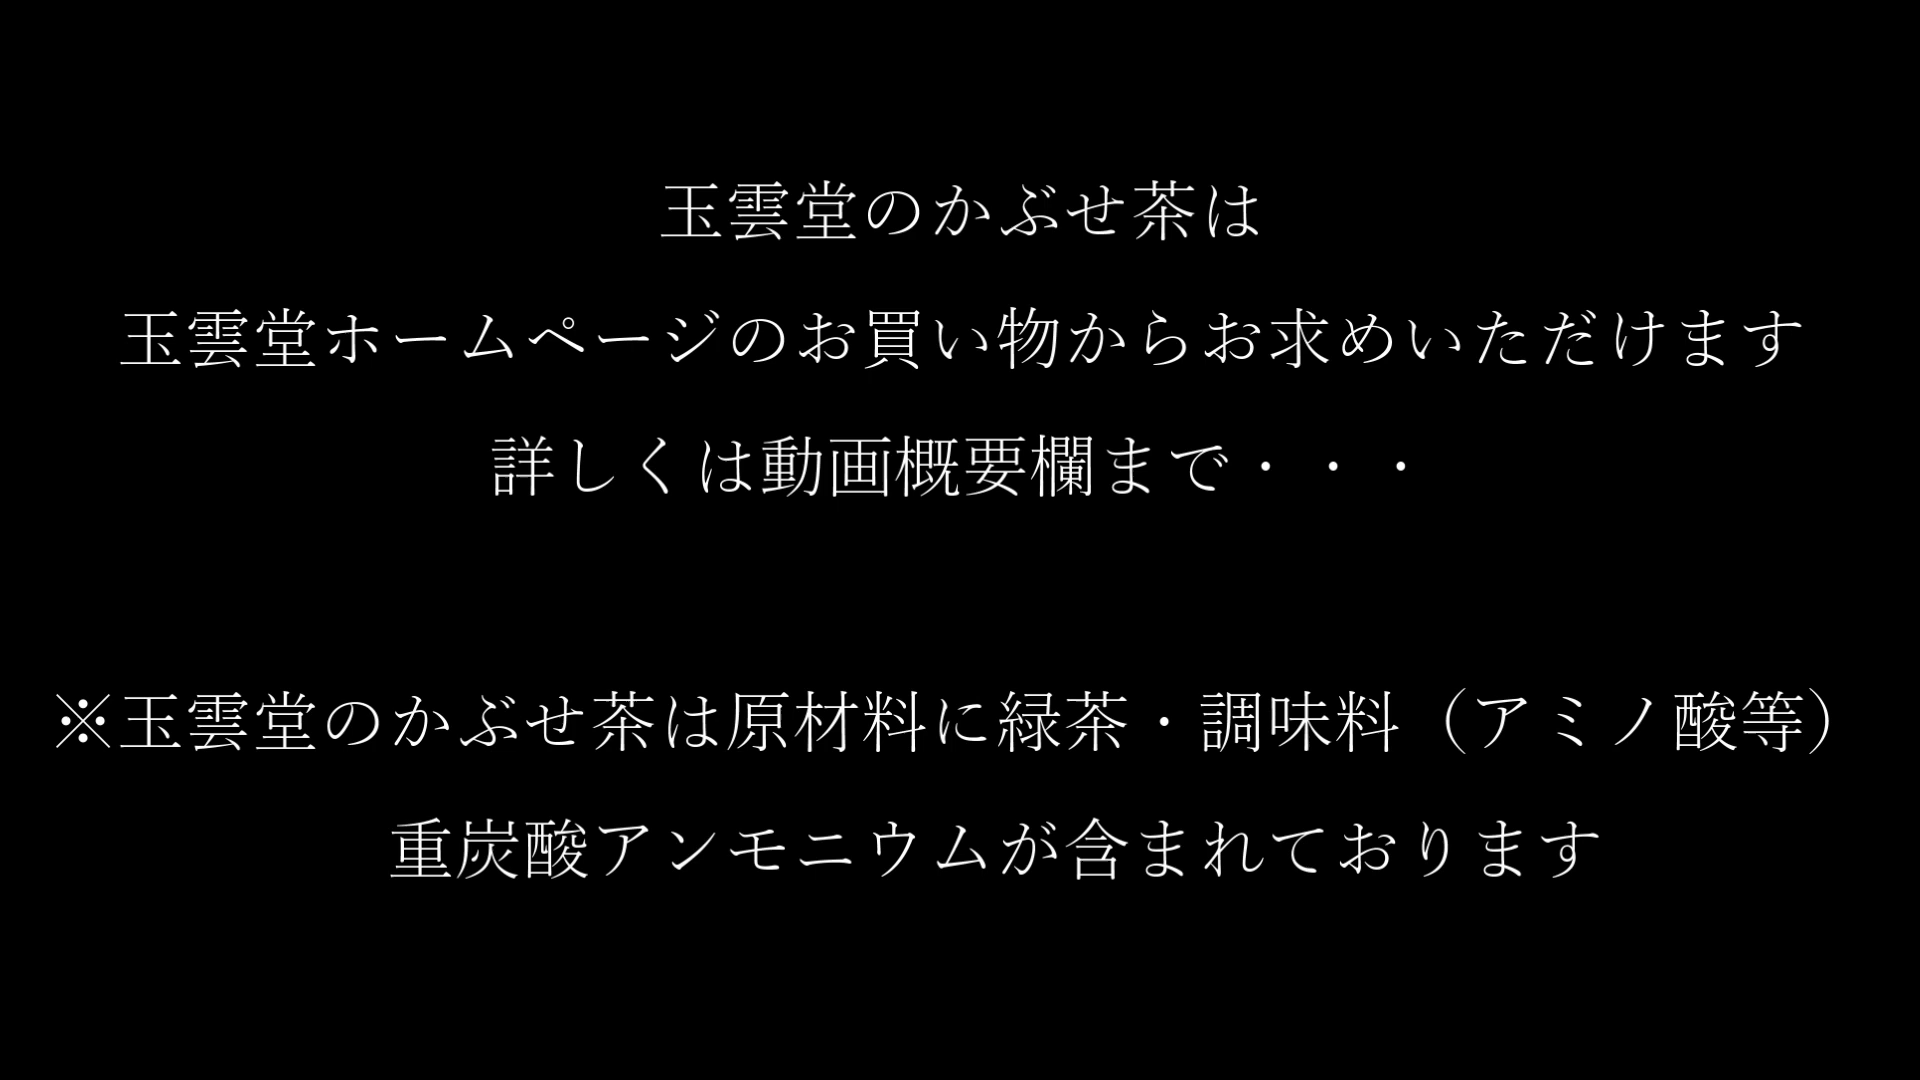 玉雲堂のかぶせ茶は
玉雲堂ホームページのお買い物からお求めいただけます
詳しくは動画概要欄まで・・・
※玉雲堂のかぶせ茶は原材料に緑茶・調味料（アミノ酸等）
重炭酸アンモニウムが含まれております